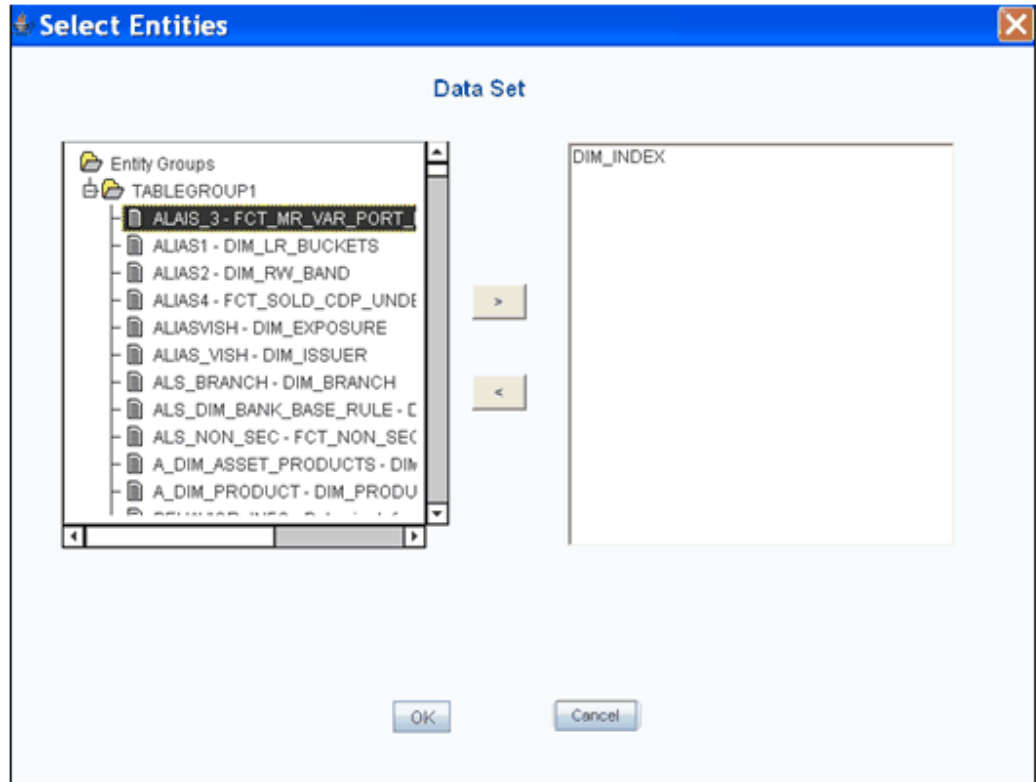 Select Entities
Data Set
Entity Groups
TABLEGROUP1
ALAIS_3 - FCT_MR_VAR_PORT_
ALIAS1 - DIM_LR_BUCKETS
ALIAS2 - DIM_RW_BAND
ALIAS4 - FCT_SOLD_CDP_UNDE
ALIASVISH - DIM_EXPOSURE
ALIAS_VISH - DIM_ISSUER
ALS_BRANCH - DIM_BRANCH
ALS_DIM_BANK_BASE_RULE - D
ALS_NON_SEC - FCT_NON_SEC
A_DIM_ASSET_PRODUCTS - DIM
A_DIM_PRODUCT - DIM_PRODU
DIM_INDEX
>
<
OK
Cancel